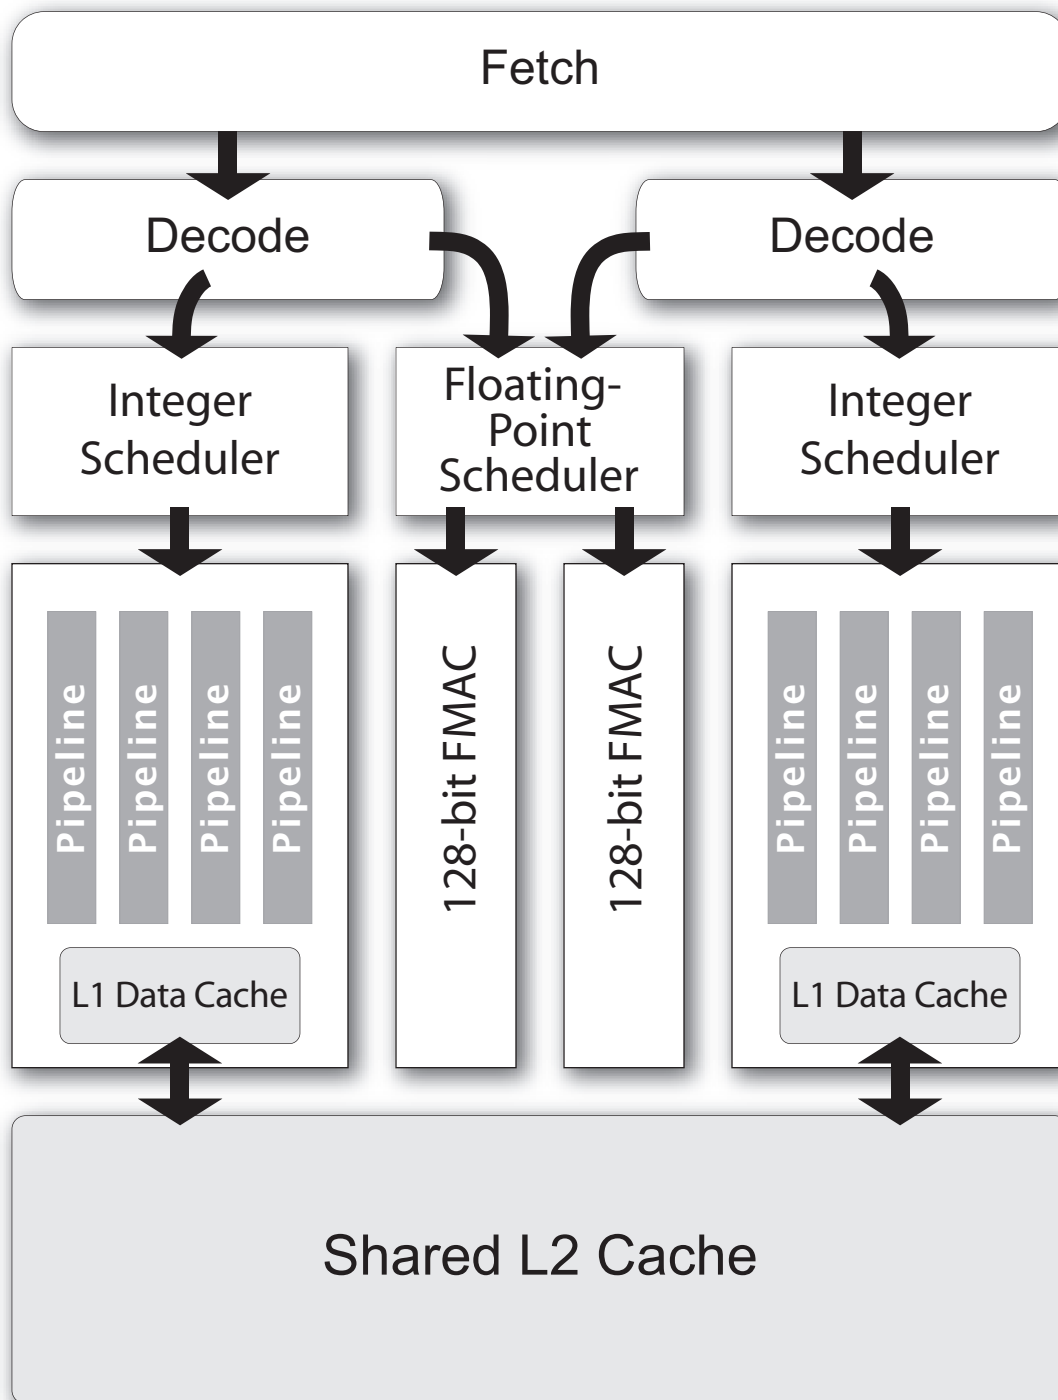 Fetch
Decode
Decode
Integer
Scheduler
Floating-
Point
Scheduler
Integer
Scheduler
Pipeline
Pipeline
Pipeline
Pipeline
128-bit FMAC
128-bit FMAC
Pipeline
Pipeline
Pipeline
Pipeline
L1 Data Cache
L1 Data Cache
Shared L2 Cache